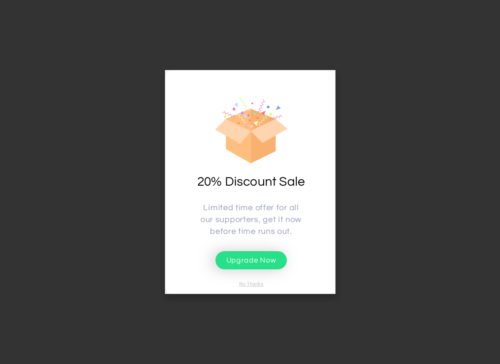 20% Discount Sale
Limited time offer for all
our supporters, get it now
before time runs out.
Upgrade Now
No Thanks